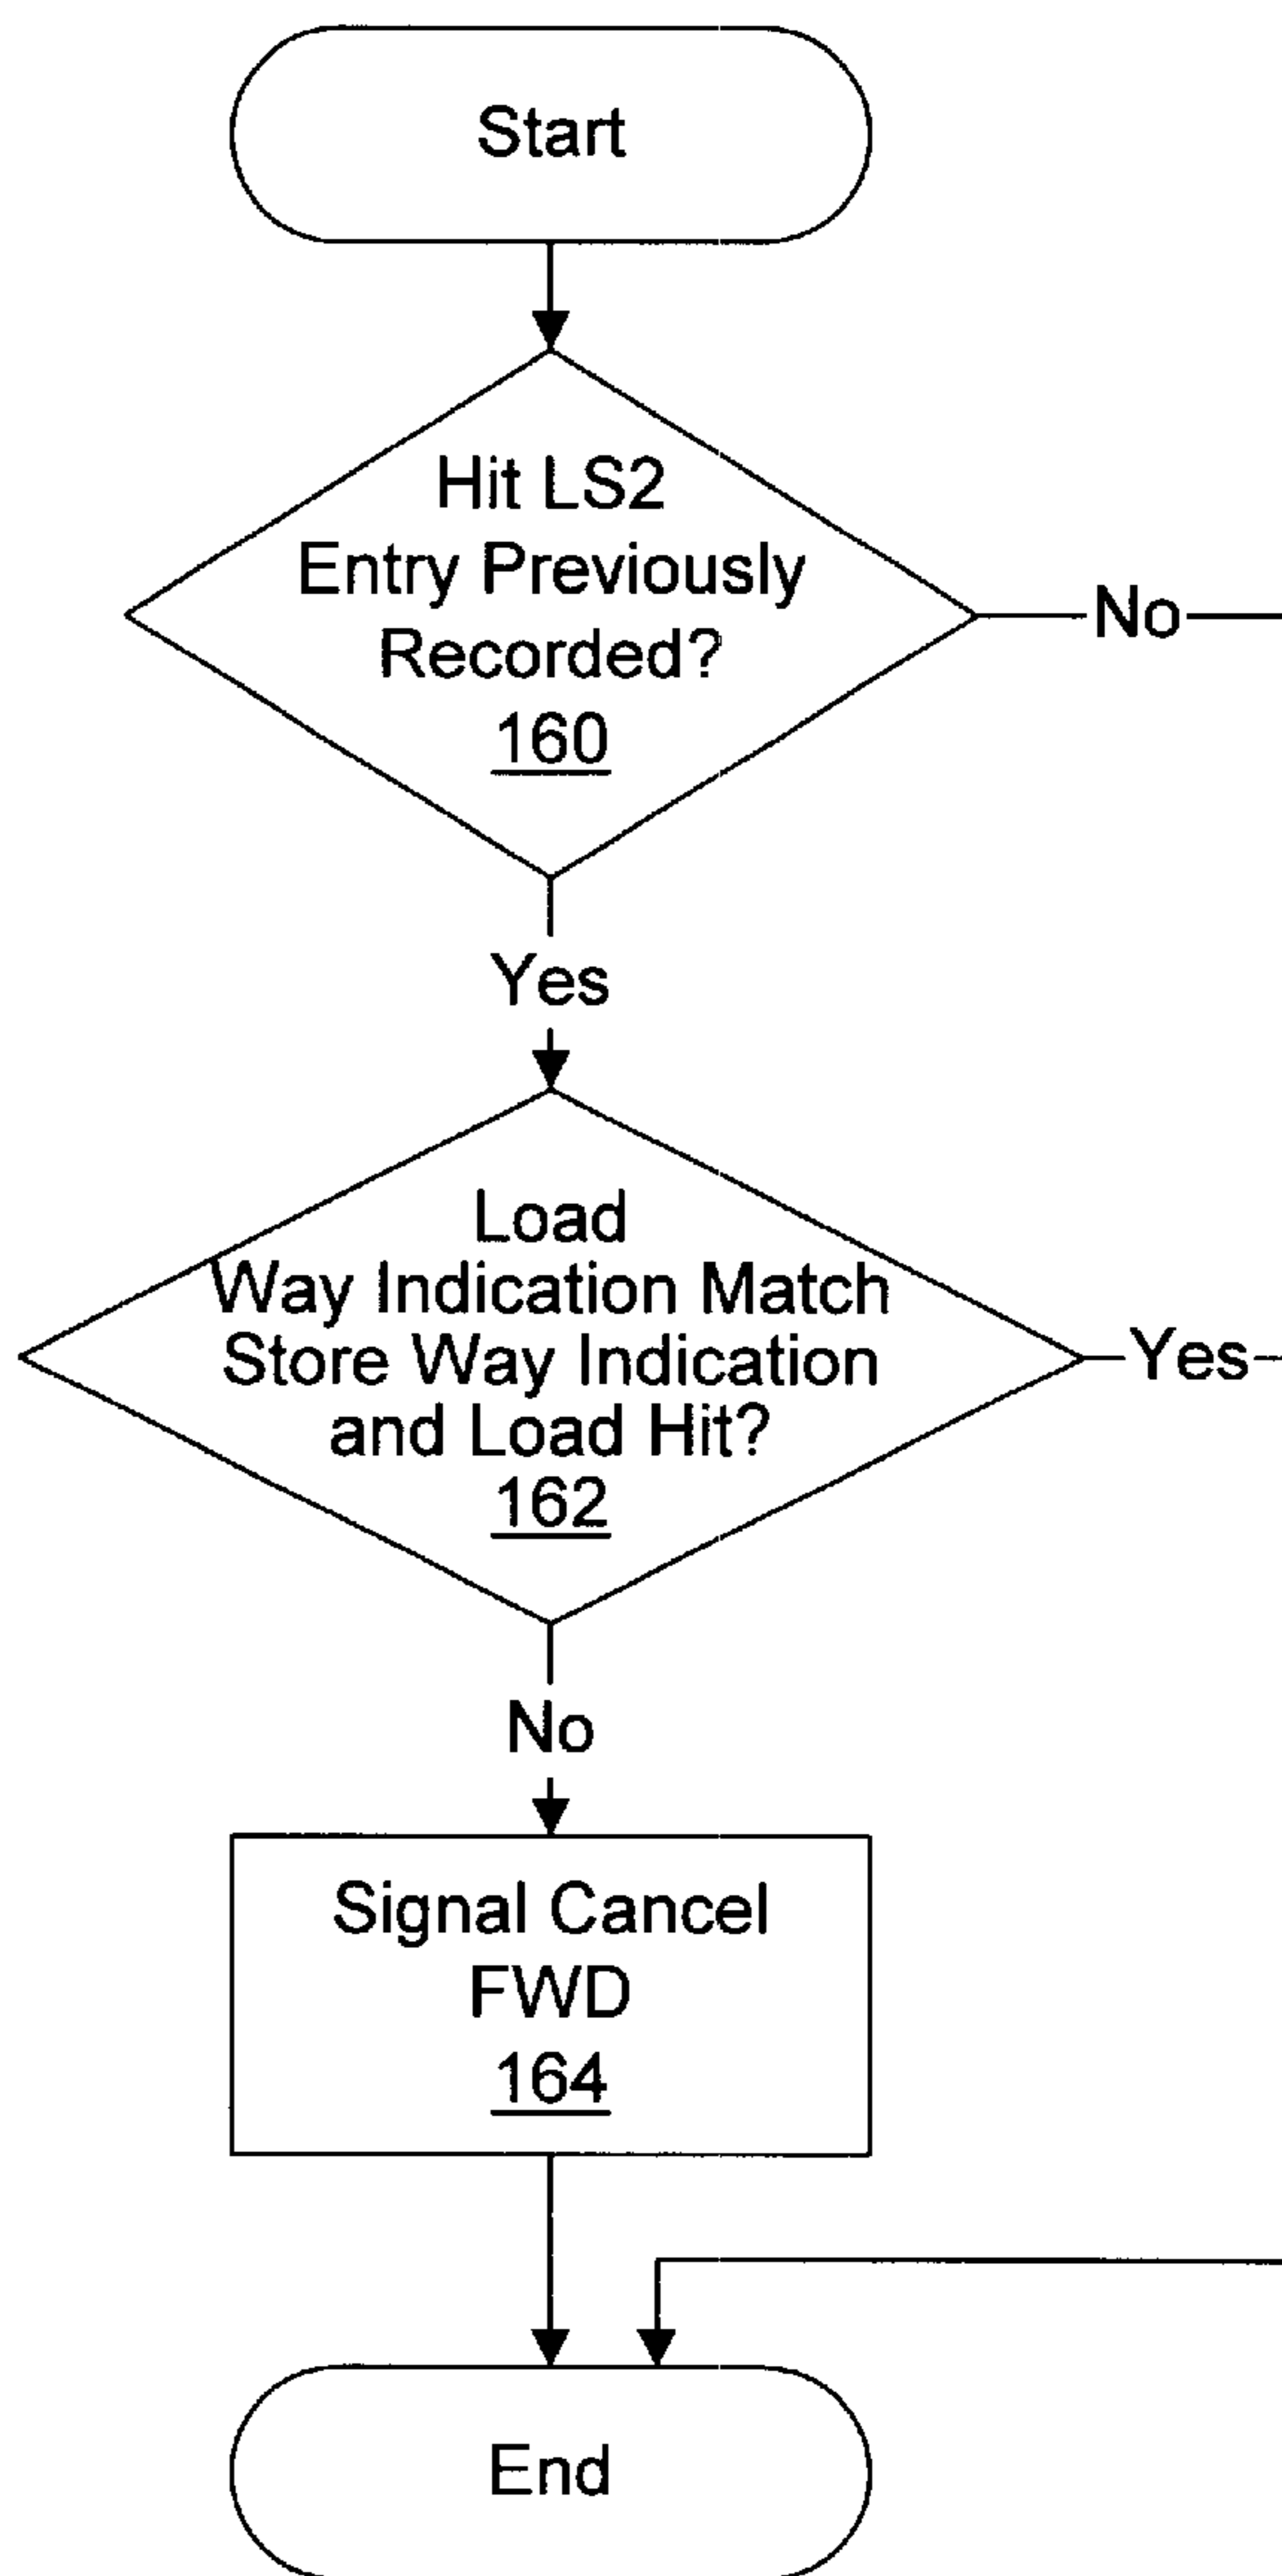 Start
Hit LS2
Entry Previously
Recorded?
160
No
Yes
Load
Way Indication Match
Store Way Indication
and Load Hit?
162
Yes
No
Signal Cancel
FWD
164
End